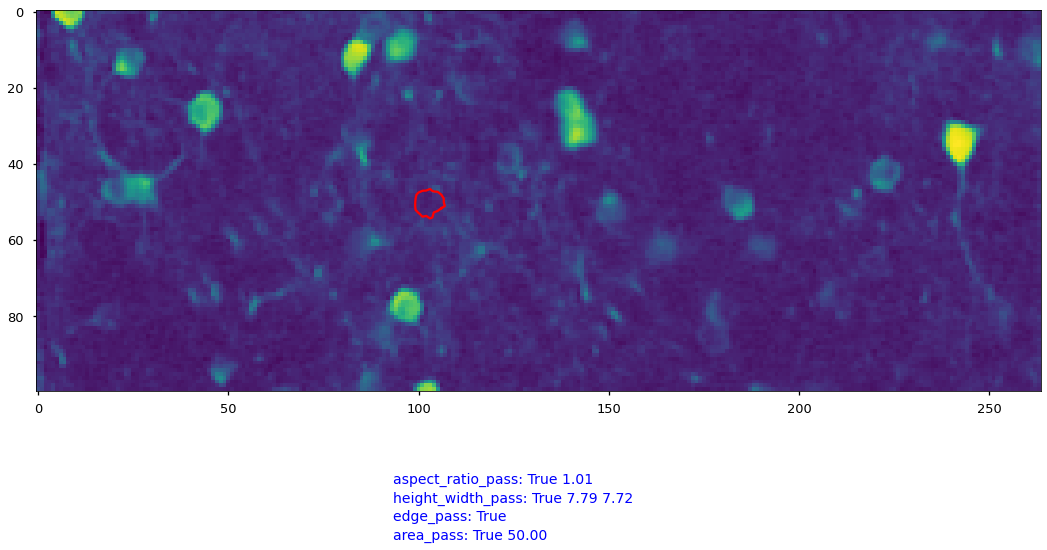 0
20
40
60
80
0 50 100 150 200 250
aspect_ratio_pass: True 1.01
height_width_pass: True 7.79 7.72
edge_pass: True
area_pass: True 50.00